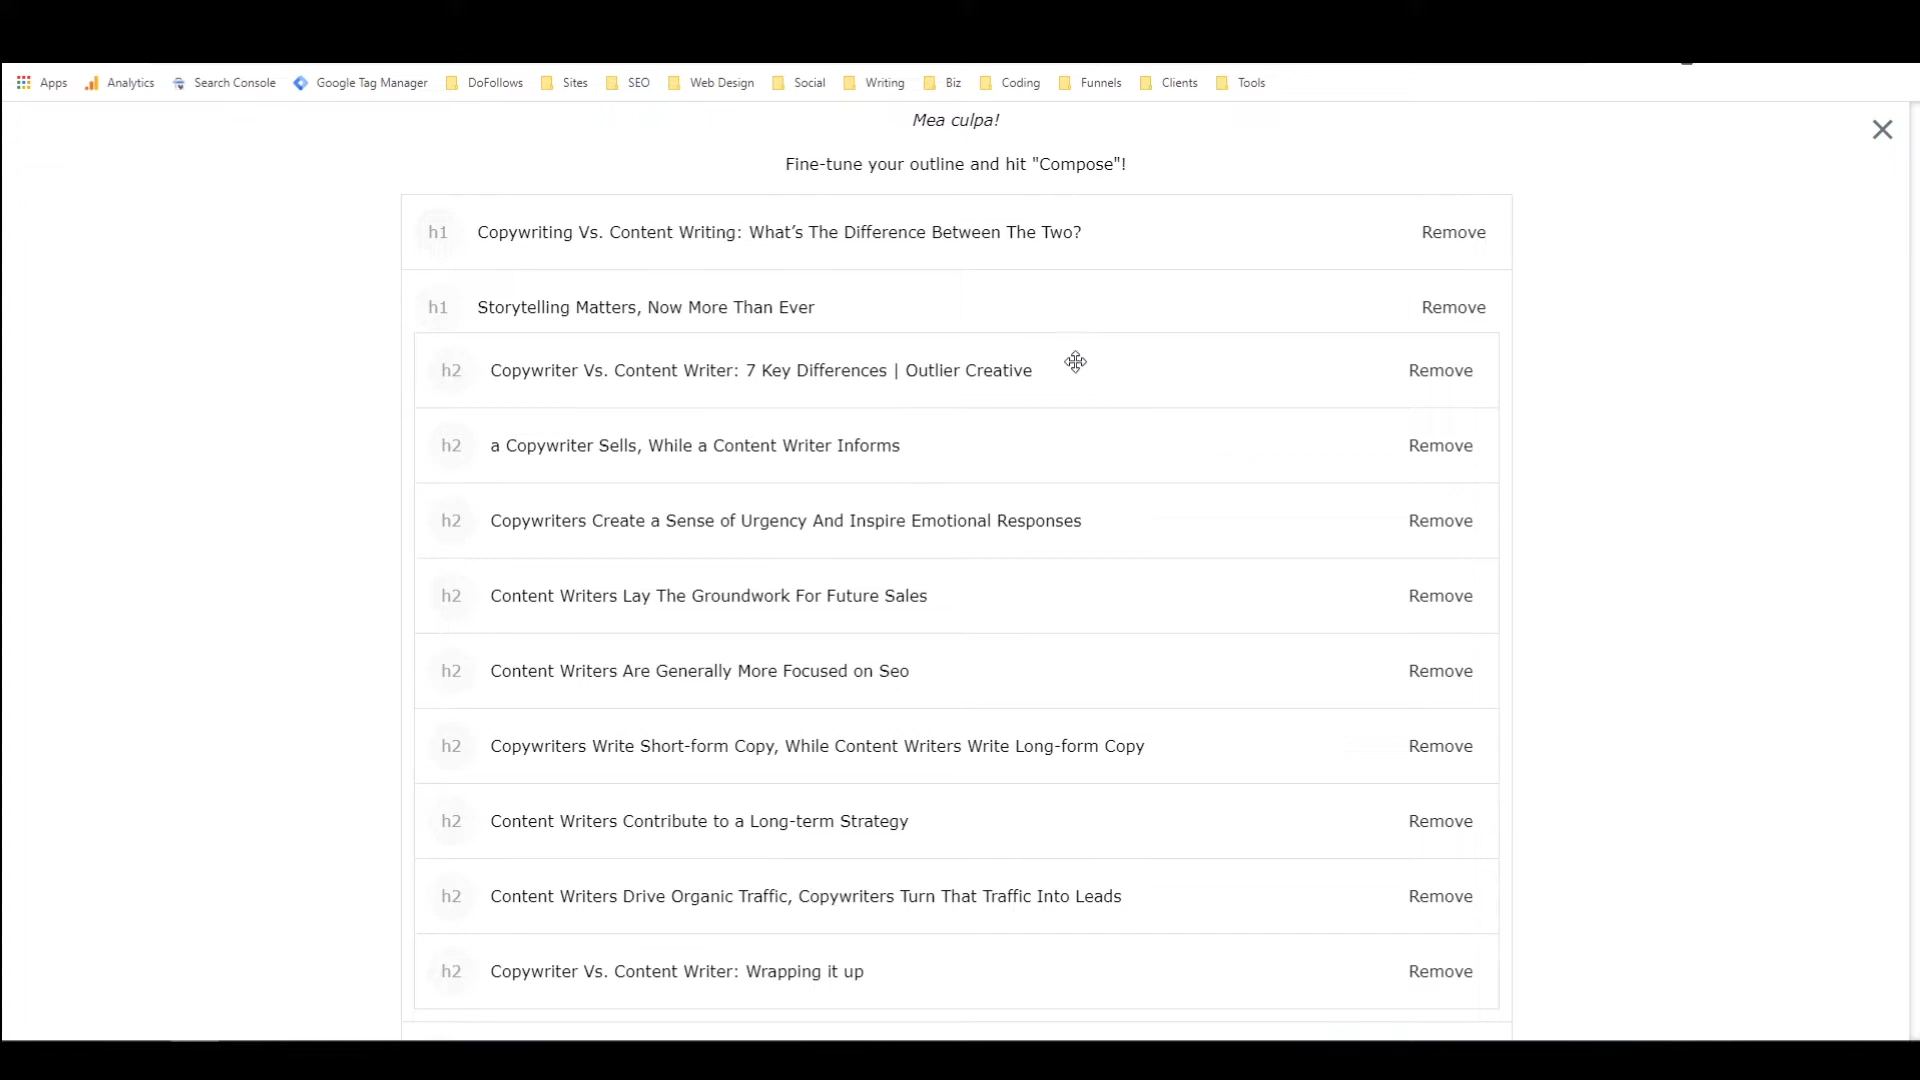 Apps Analytics Search Console Google Tag Manager DoFollows Sites SEO Web Design Social Writing Biz Coding Funnels Clients Tools
Mea culpa!
Fine-tune your outline and hit "Compose"!
h1 Copywriting Vs. Content Writing: What’s The Difference Between The Two? Remove
h1 Storytelling Matters, Now More Than Ever Remove
h2 Copywriter Vs. Content Writer: 7 Key Differences | Outlier Creative Remove
h2 a Copywriter Sells, While a Content Writer Informs Remove
h2 Copywriters Create a Sense of Urgency And Inspire Emotional Responses Remove
h2 Content Writers Lay The Groundwork For Future Sales Remove
h2 Content Writers Are Generally More Focused on Seo Remove
h2 Copywriters Write Short-form Copy, While Content Writers Write Long-form Copy Remove
h2 Content Writers Contribute to a Long-term Strategy Remove
h2 Content Writers Drive Organic Traffic, Copywriters Turn That Traffic Into Leads Remove
h2 Copywriter Vs. Content Writer: Wrapping it up Remove